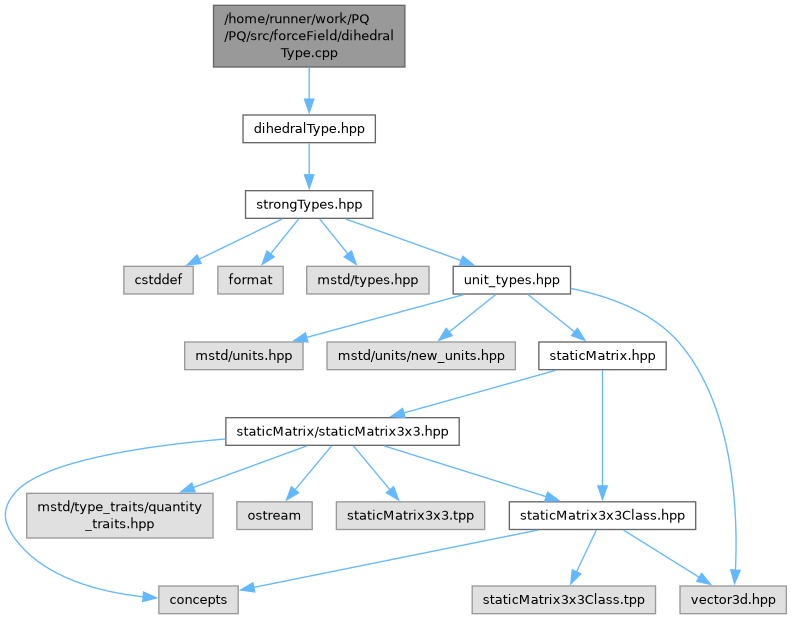 /home/runner/work/PQ
/PQ/src/forceField/dihedral
Type.cpp
dihedralType.hpp
strongTypes.hpp
cstddef
format
mstd/types.hpp
unit_types.hpp
mstd/units.hpp
mstd/units/new_units.hpp
staticMatrix.hpp
staticMatrix/staticMatrix3x3.hpp
mstd/type_traits/quantity
_traits.hpp
ostream
staticMatrix3x3.tpp
staticMatrix3x3Class.hpp
concepts
staticMatrix3x3Class.tpp
vector3d.hpp